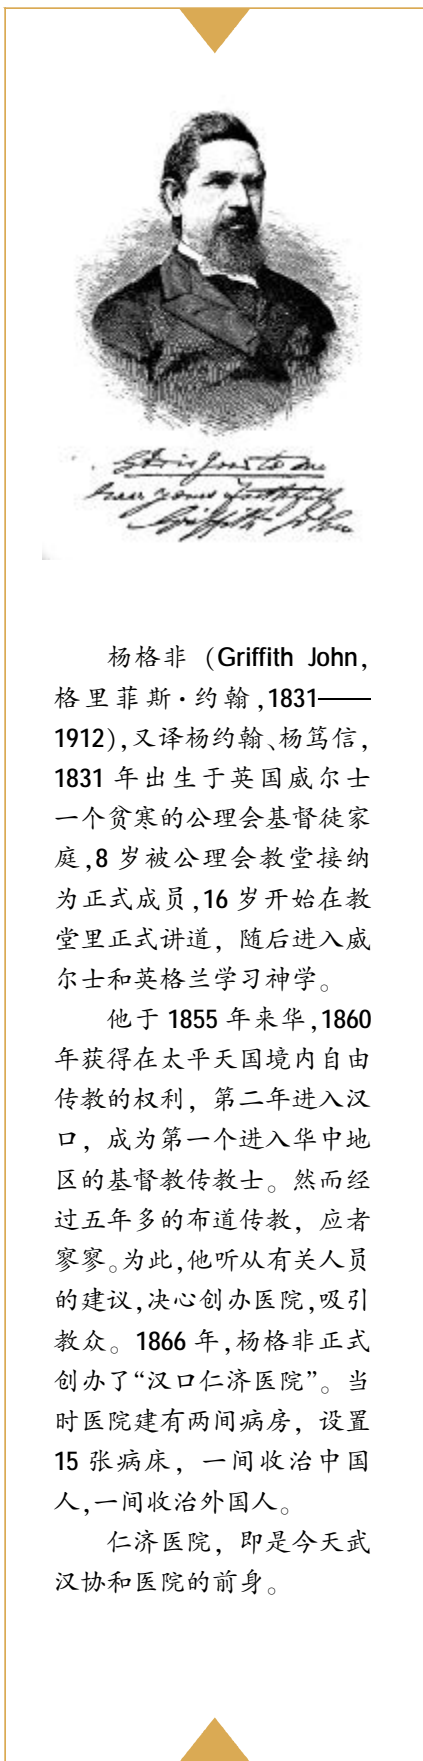 Griffith John
杨格非 (Griffith John,
格里菲斯·约翰,1831——
1912),又译杨约翰、杨笃信,
1831 年出生于英国威尔士
一个贫寒的公理会基督徒家
庭,8 岁被公理会教堂接纳
为正式成员,16 岁开始在教
堂里正式讲道，随后进入威
尔士和英格兰学习神学。
他于 1855 年来华,1860
年获得在太平天国境内自由
传教的权利，第二年进入汉
口，成为第一个进入华中地
区的基督教传教士。然而经
过五年多的布道传教，应者
寥寥。为此,他听从有关人员
的建议,决心创办医院,吸引
教众。1866 年,杨格非正式
创办了“汉口仁济医院”。当
时医院建有两间病房，设置
15 张病床，一间收治中国
人,一间收治外国人。
仁济医院，即是今天武
汉协和医院的前身。